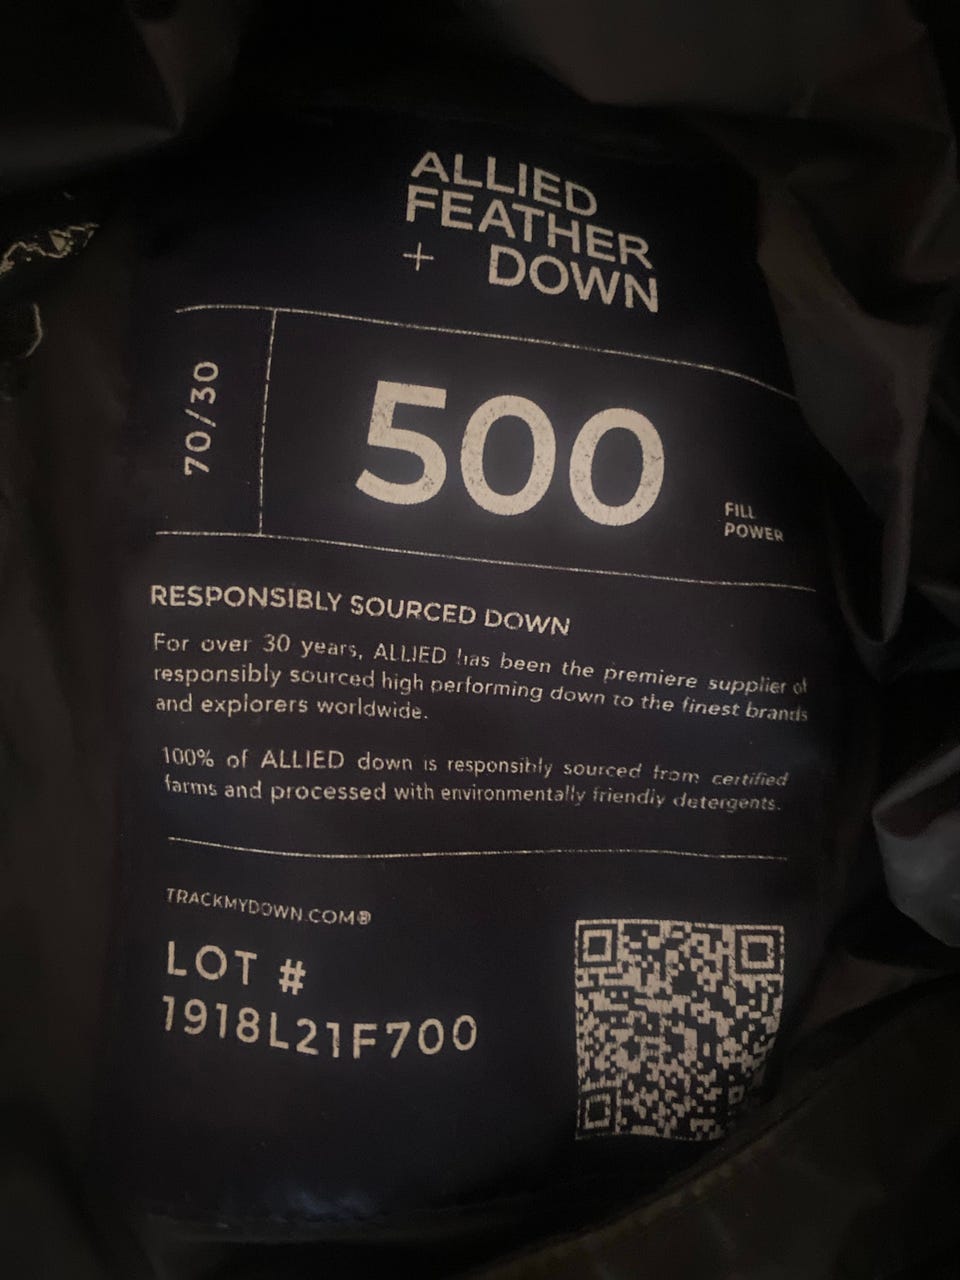 ALLIED
FEATHER
+ DOWN
70/30
500
FILL
POWER
RESPONSIBLY SOURCED DOWN
For over 30 years, ALLIED has been the premiere supplier of
responsibly sourced high performing down to the finest brands
and explorers worldwide.
100% of ALLIED down is responsibly sourced from certified
farms and processed with environmentally friendly detergents.
TRACKMYDOWN.COM®
LOT #
1918L21F700